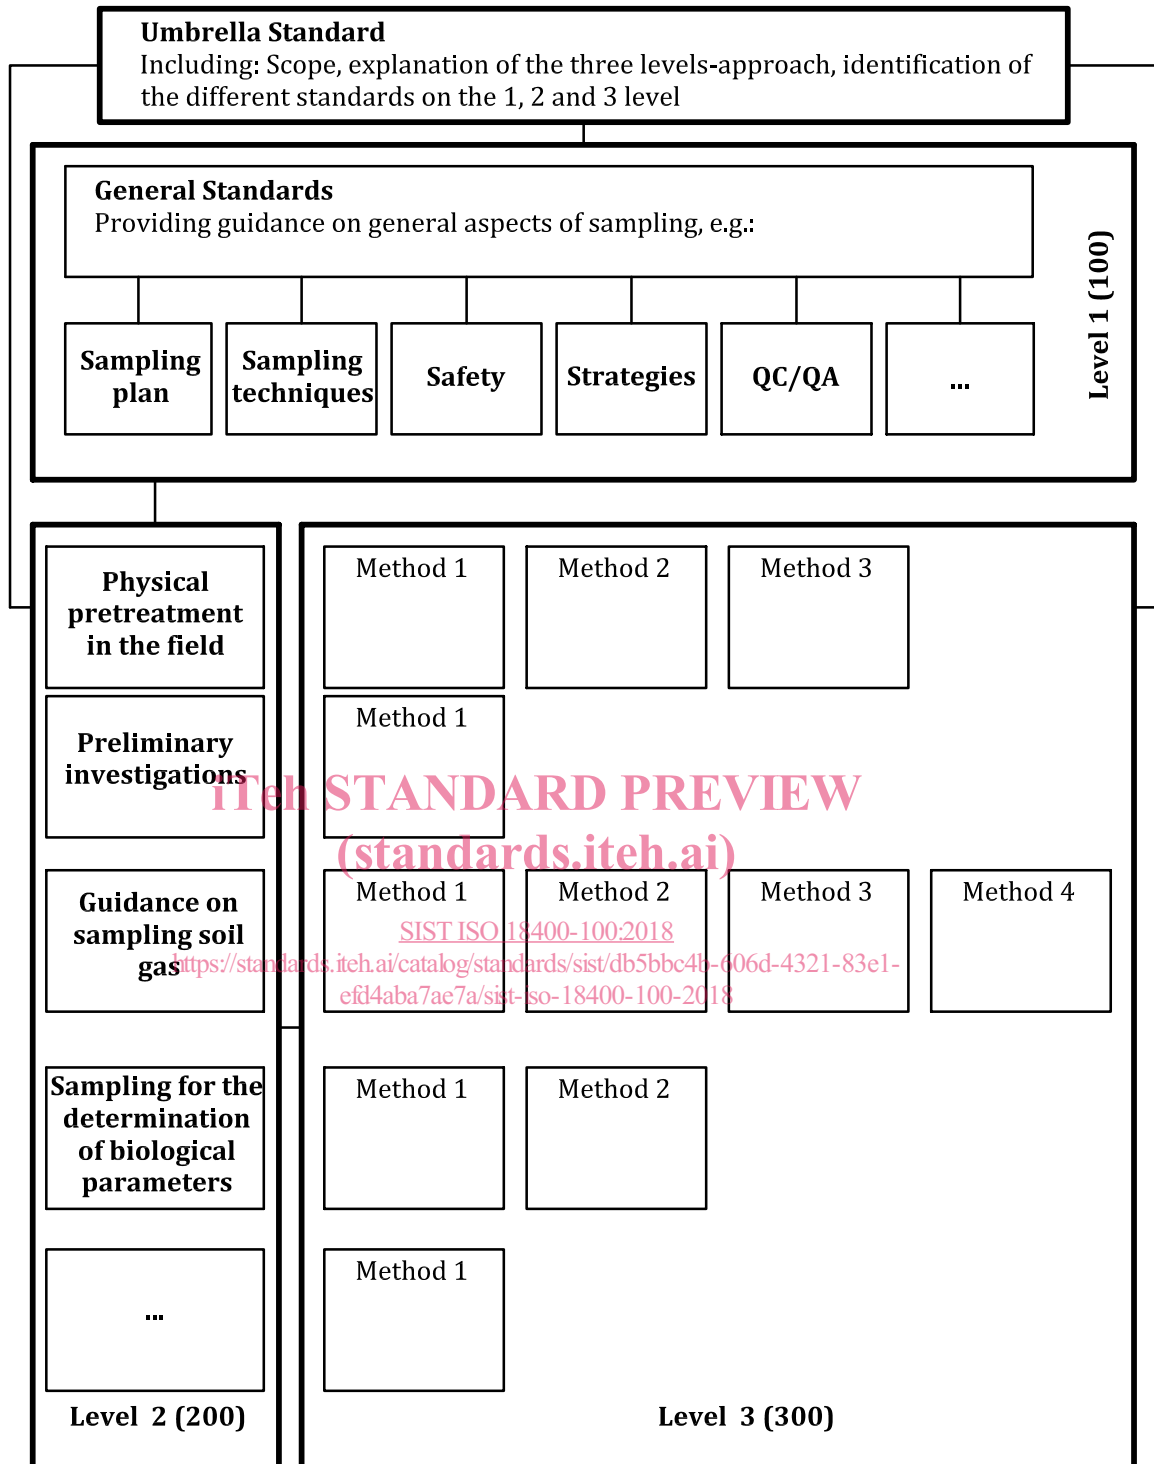 Umbrella Standard
Including: Scope, explanation of the three levels-approach, identification of
the different standards on the 1, 2 and 3 level
General Standards
Providing guidance on general aspects of sampling, e.g.:
Sampling
plan
Sampling
techniques
Safety
Strategies
QC/QA
...
Level 1 (100)
Physical
pretreatment
in the field
Method 1
Method 2
Method 3
Preliminary
investigations
Method 1
iTeh STANDARD PREVIEW
(standards.iteh.ai)
Guidance on
sampling soil
gas
Method 1
Method 2
Method 3
Method 4
SIST ISO 18400-100:2018
https://standards.iteh.ai/catalog/standards/sist/db5bbc4b-606d-4321-83e1-
efd4aba7ae7a/sist-iso-18400-100-2018
Sampling for the
determination
of biological
parameters
Method 1
Method 2
...
Method 1
Level 2 (200)
Level 3 (300)